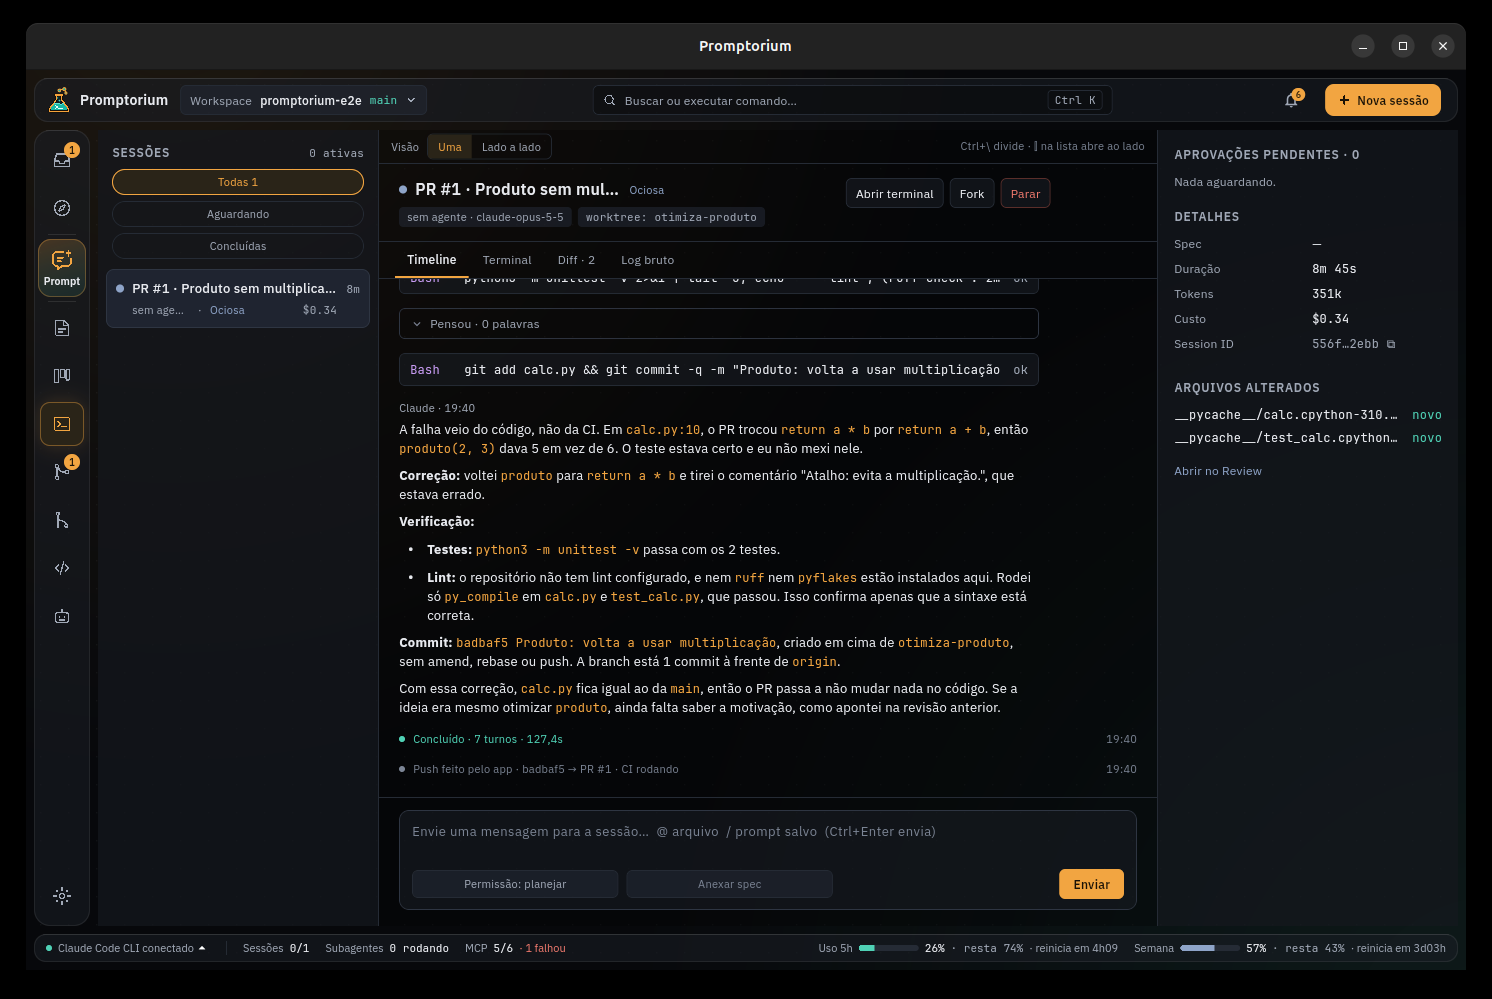 Promptorium
Promptorium
Workspace promptorium-e2e main
Buscar ou executar comando...
Ctrl K
6
+ Nova sessão
1
Prompt
1
SESSÕES
0 ativas
Todas 1
Aguardando
Concluídas
PR #1 · Produto sem multiplica... 8m
sem age... · Ociosa $0.34
Visão Uma Lado a lado
Ctrl+\ divide · ⫿ na lista abre ao lado
PR #1 · Produto sem mul... Ociosa
Abrir terminal Fork Parar
sem agente · claude-opus-5-5 worktree: otimiza-produto
Timeline Terminal Diff · 2 Log bruto
Pensou · 0 palavras
Bash git add calc.py && git commit -q -m "Produto: volta a usar multiplicação ok
Claude · 19:40
A falha veio do código, não da CI. Em calc.py:10, o PR trocou return a * b por return a + b, então
produto(2, 3) dava 5 em vez de 6. O teste estava certo e eu não mexi nele.
Correção: voltei produto para return a * b e tirei o comentário "Atalho: evita a multiplicação.", que
estava errado.
Verificação:
• Testes: python3 -m unittest -v passa com os 2 testes.
• Lint: o repositório não tem lint configurado, e nem ruff nem pyflakes estão instalados aqui. Rodei
só py_compile em calc.py e test_calc.py, que passou. Isso confirma apenas que a sintaxe está
correta.
Commit: badbaf5 Produto: volta a usar multiplicação, criado em cima de otimiza-produto,
sem amend, rebase ou push. A branch está 1 commit à frente de origin.
Com essa correção, calc.py fica igual ao da main, então o PR passa a não mudar nada no código. Se a
ideia era mesmo otimizar produto, ainda falta saber a motivação, como apontei na revisão anterior.
Concluído · 7 turnos · 127,4s 19:40
Push feito pelo app · badbaf5 → PR #1 · CI rodando 19:40
Envie uma mensagem para a sessão... @ arquivo / prompt salvo (Ctrl+Enter envia)
Permissão: planejar
Anexar spec
Enviar
APROVAÇÕES PENDENTES · 0
Nada aguardando.
DETALHES
Spec —
Duração 8m 45s
Tokens 351k
Custo $0.34
Session ID 556f…2ebb
ARQUIVOS ALTERADOS
__pycache__/calc.cpython-310.… novo
__pycache__/test_calc.cpython… novo
Abrir no Review
Claude Code CLI conectado
Sessões 0/1
Subagentes 0 rodando
MCP 5/6 · 1 falhou
Uso 5h 26% · resta 74% · reinicia em 4h09
Semana 57% · resta 43% · reinicia em 3d03h